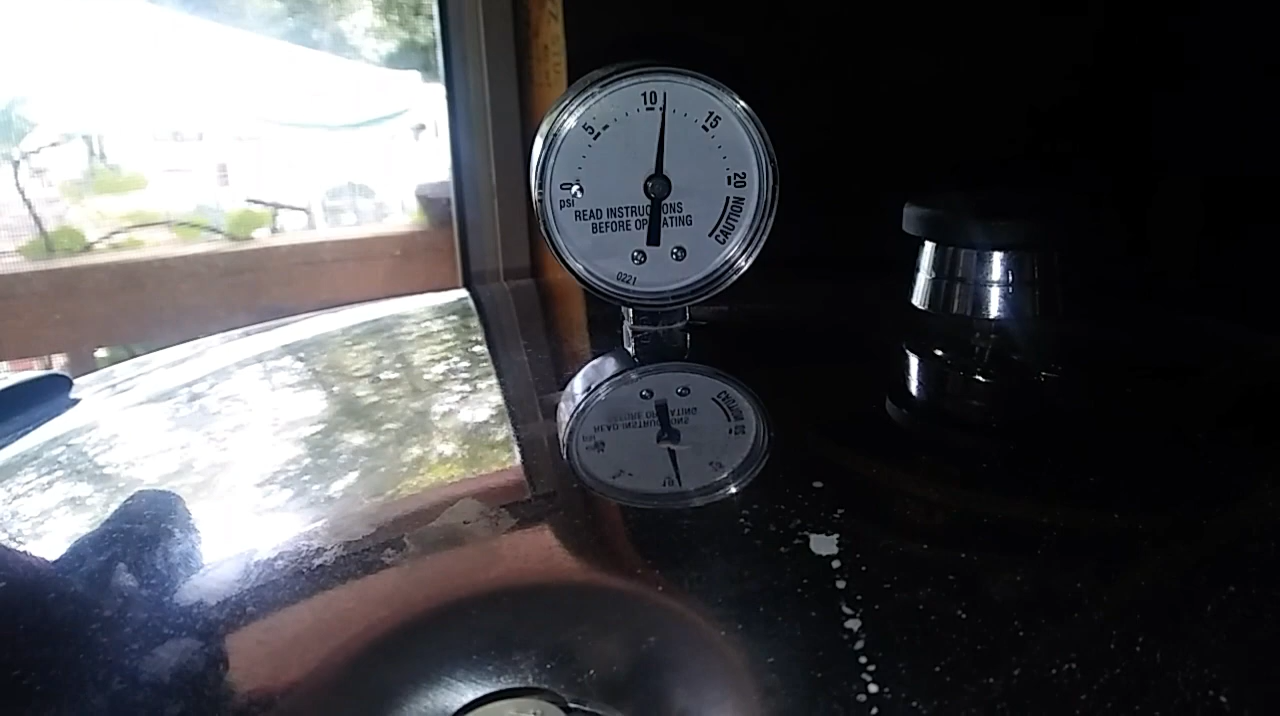 10
5
15
0
20
psi
READ INSTRUCTIONS
BEFORE OPERATING
CAUTION
0221